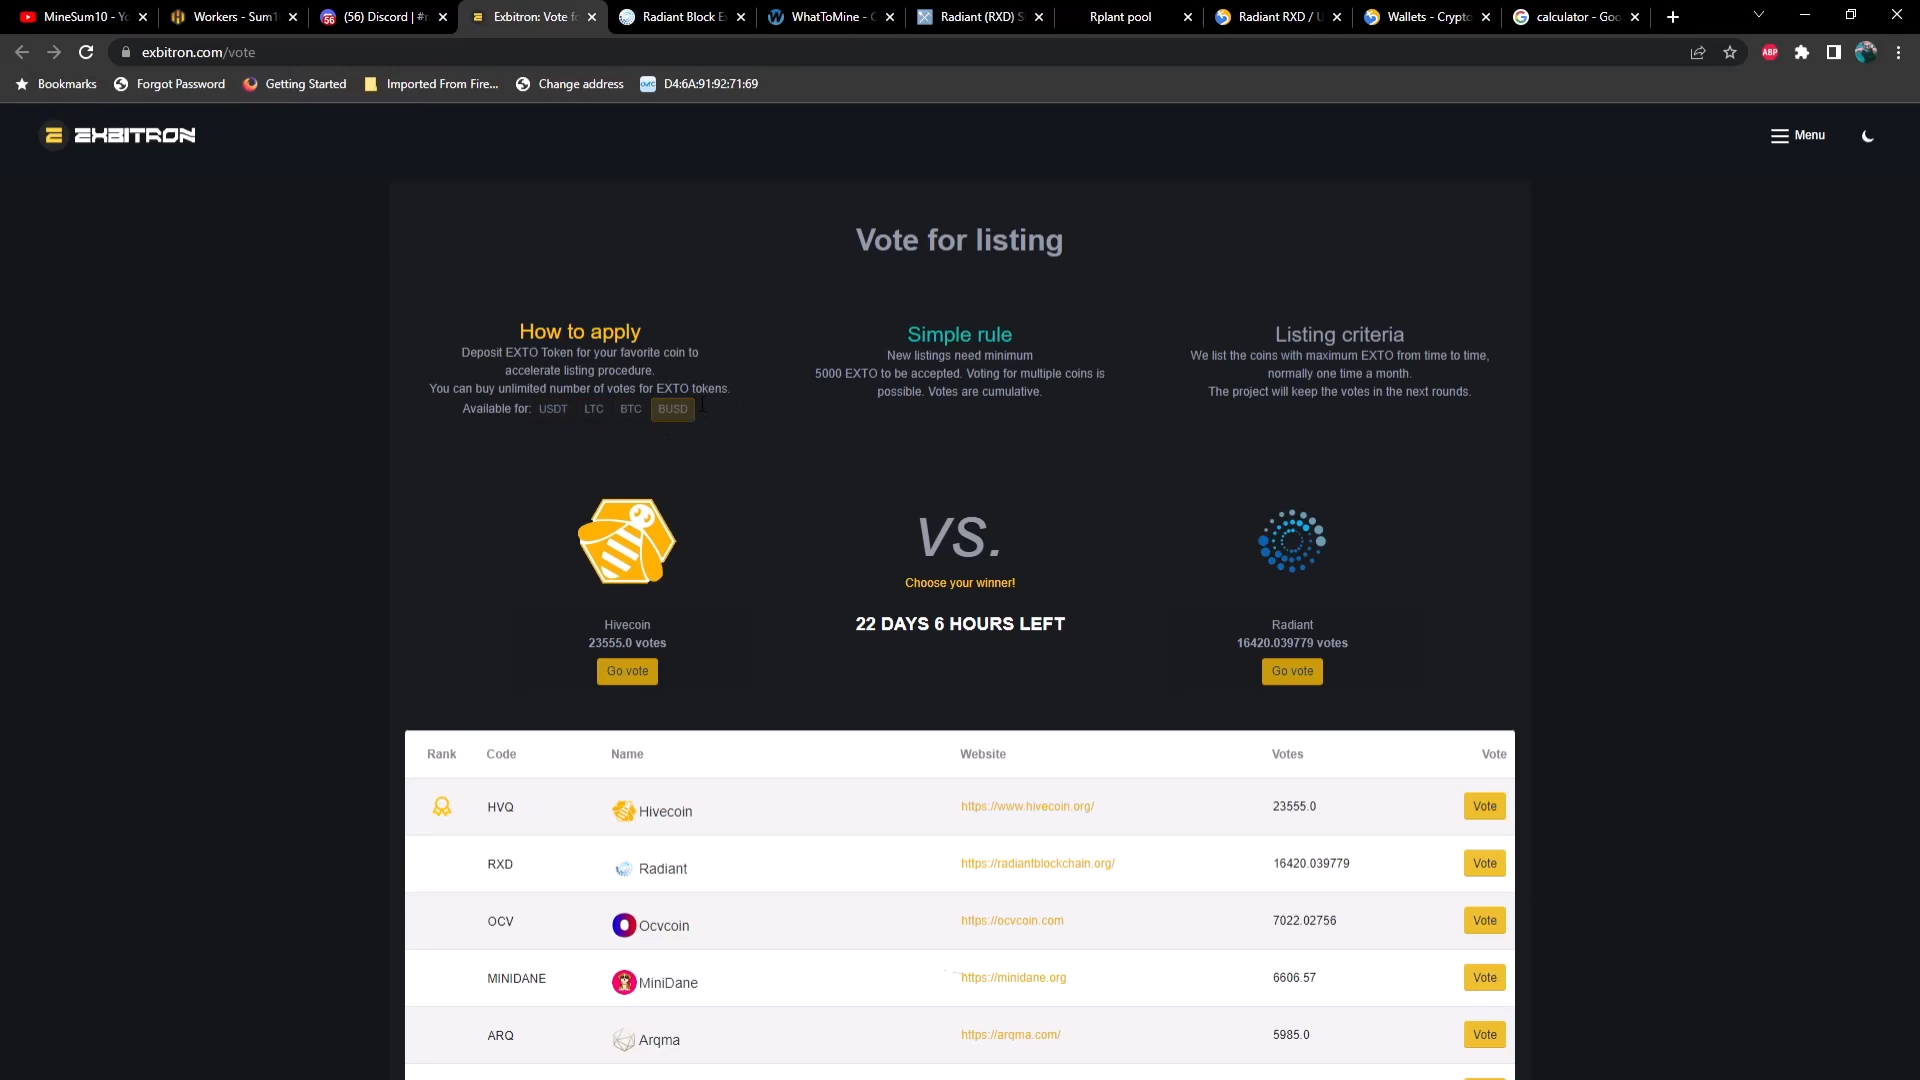 MineSum10 - Yo
Workers - Sum1
(56) Discord | #r
Exbitron: Vote fo
Radiant Block E
WhatToMine - C
Radiant (RXD) S
Rplant pool
Radiant RXD / U
Wallets - Crypto
calculator - Goo
exbitron.com/vote
ABP
Bookmarks
Forgot Password
Getting Started
Imported From Fire...
Change address
D4:6A:91:92:71:69
EXBITRON
Menu
Vote for listing
How to apply
Deposit EXTO Token for your favorite coin to
accelerate listing procedure.
You can buy unlimited number of votes for EXTO tokens.
Available for: USDT LTC BTC BUSD
Simple rule
New listings need minimum
5000 EXTO to be accepted. Voting for multiple coins is
possible. Votes are cumulative.
Listing criteria
We list the coins with maximum EXTO from time to time,
normally one time a month.
The project will keep the votes in the next rounds.
VS.
Choose your winner!
22 DAYS 6 HOURS LEFT
Hivecoin
23555.0 votes
Go vote
Radiant
16420.039779 votes
Go vote
Rank Code Name Website Votes Vote
HVQ Hivecoin https://www.hivecoin.org/ 23555.0 Vote
RXD Radiant https://radiantblockchain.org/ 16420.039779 Vote
OCV Ocvcoin https://ocvcoin.com 7022.02756 Vote
MINIDANE MiniDane https://minidane.org 6606.57 Vote
ARQ Arqma https://arqma.com/ 5985.0 Vote